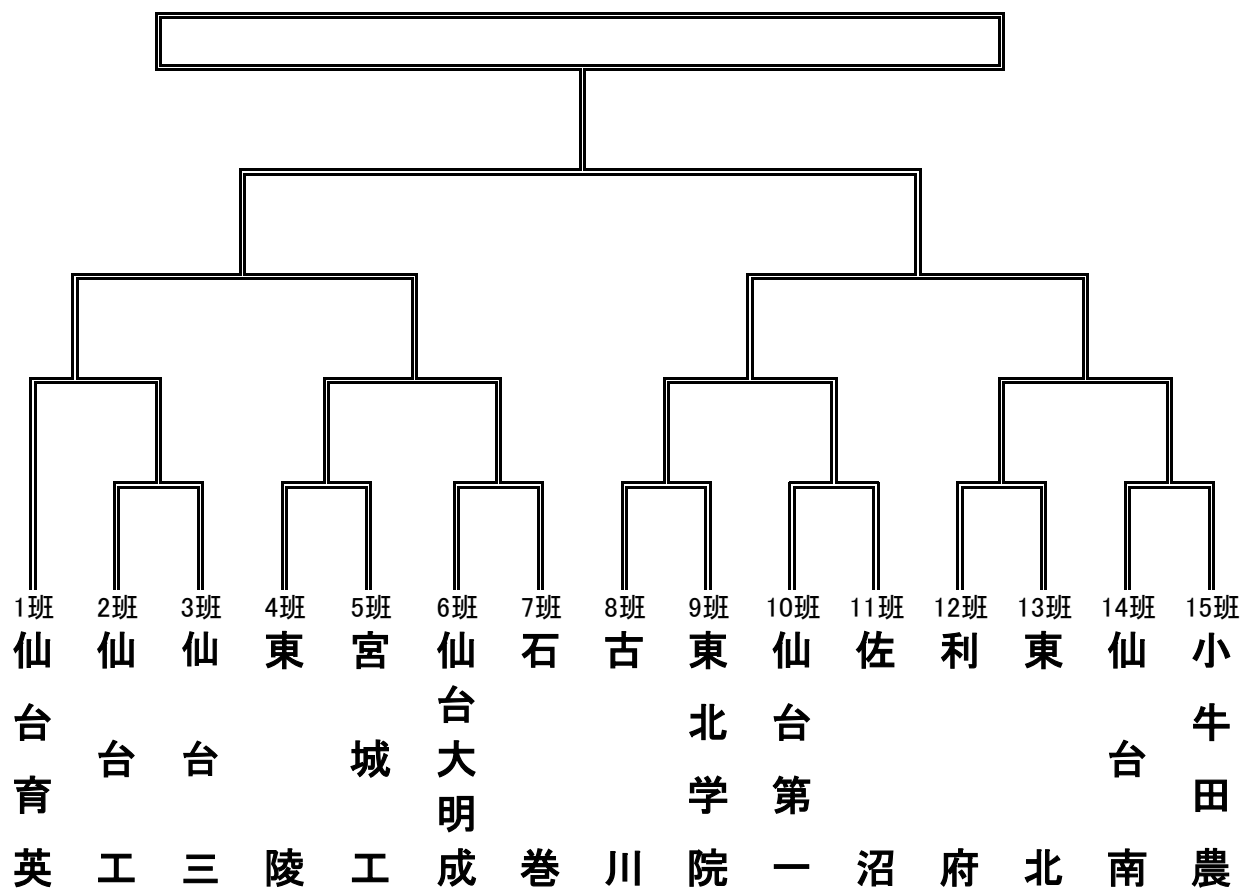 1班
仙台育英
2班
仙台工
3班
仙台三
4班
東陵
5班
宮城工
6班
仙台大明成
7班
石巻
8班
古川
9班
東北学院
10班
仙台第一
11班
佐沼
12班
利府
13班
東北
14班
仙台南
15班
小牛田農